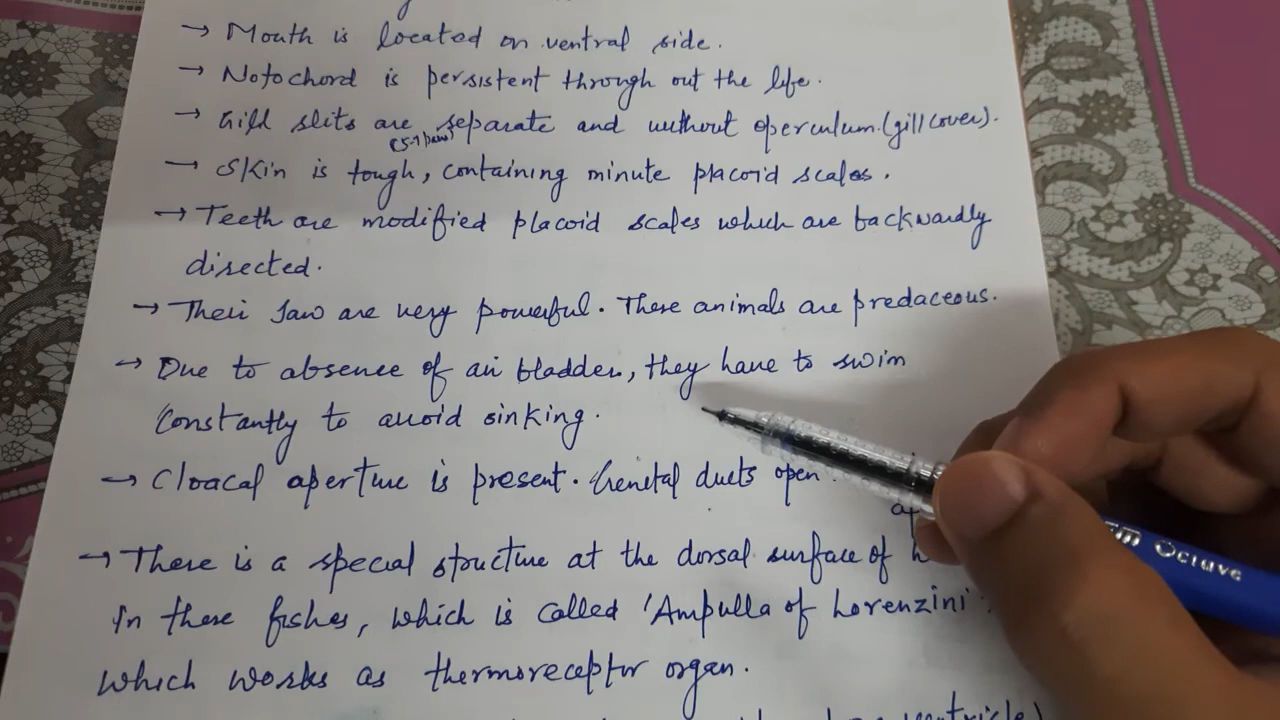 → Mouth is located on ventral side.
→ Notochord is persistent through out the life.
→ Gill slits are separate and without operculum.(gill cover).
→ Skin is tough, containing minute placoid scales.
→ Teeth are modified placoid scales which are backwardly
directed.
→ Their Jaw are very powerful. These animals are predaceous.
→ Due to absence of air bladder, they have to swim
constantly to avoid sinking.
→ Cloacal aperture is present. Genetal ducts open
→ There is a special structure at the dorsal surface of
in these fishes, which is called 'Ampulla of Lorenzini'
which works as thermoreceptor organ.
ventricle)
Octave